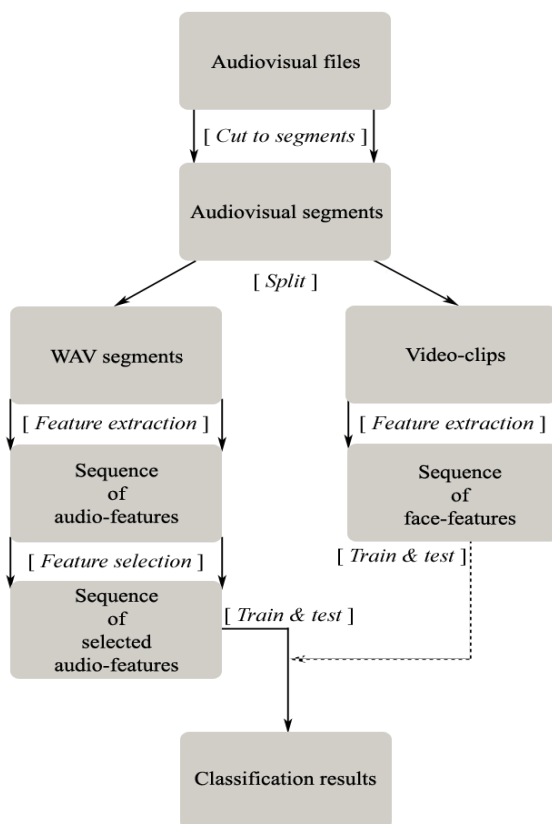 Audiovisual files
[ Cut to segments ]
Audiovisual segments
[ Split ]
WAV segments
Video-clips
[ Feature extraction ]
[ Feature extraction ]
Sequence
of
audio-features
Sequence
of
face-features
[ Feature selection ]
[ Train & test ]
Sequence
of
selected
audio-features
[ Train & test ]
Classification results